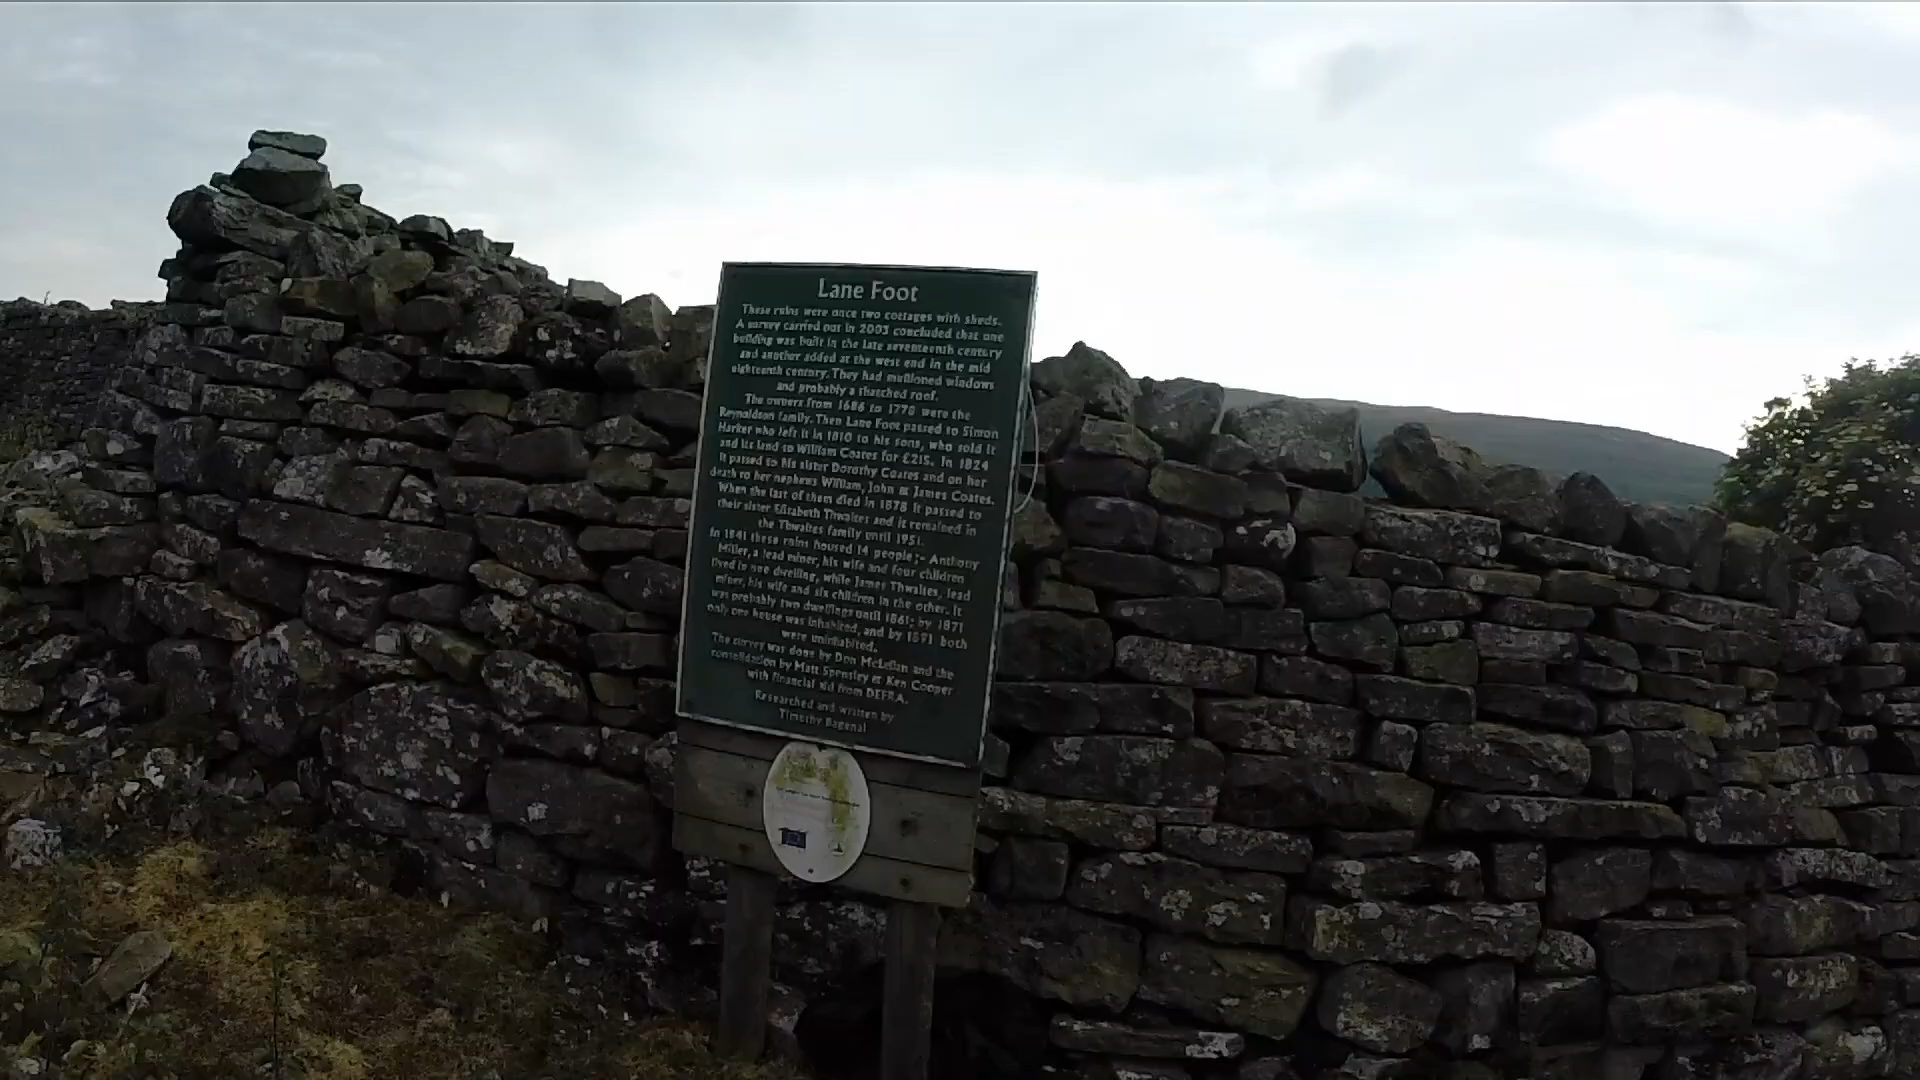 Lane Foot
These ruins were once two cottages with sheds.
A survey carried out in 2003 concluded that one
building was built in the late seventeenth century
and another added at the west end in the mid
eighteenth century. They had mullioned windows
and probably a thatched roof.
The owners from 1686 to 1778 were the
Reynoldson family. Then Lane Foot passed to Simon
Harker who left it in 1810 to his sons, who sold it
and its land to William Coates for £215. In 1824
it passed to his sister Dorothy Coates and on her
death to her nephews William, John & James Coates.
When the last of them died in 1878 it passed to
their sister Elizabeth Thwaites and it remained in
the Thwaites family until 1951.
In 1841 these ruins housed 14 people;- Anthony
Miller, a lead miner, his wife and four children
lived in one dwelling, while James Thwaites, lead
miner, his wife and six children in the other. It
was probably two dwellings until 1861; by 1871
only one house was inhabited, and by 1891 both
were uninhabited.
The survey was done by Don McLellan and the
consolidation by Matt Spensley & Ken Cooper
with financial aid from DEFRA.
Researched and written by
Timothy Bagenal